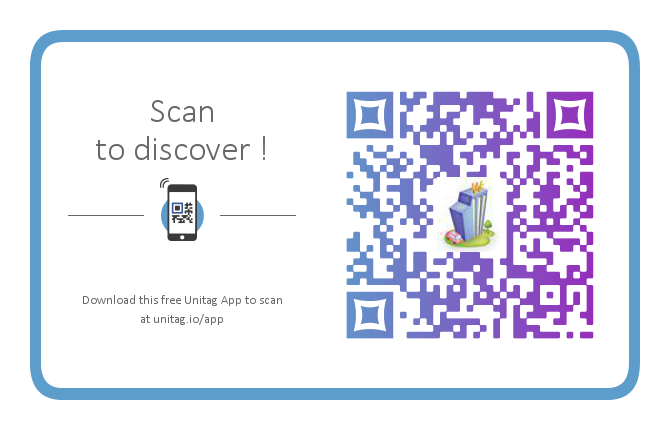 Scan
to discover !
Download this free Unitag App to scan
at unitag.io/app